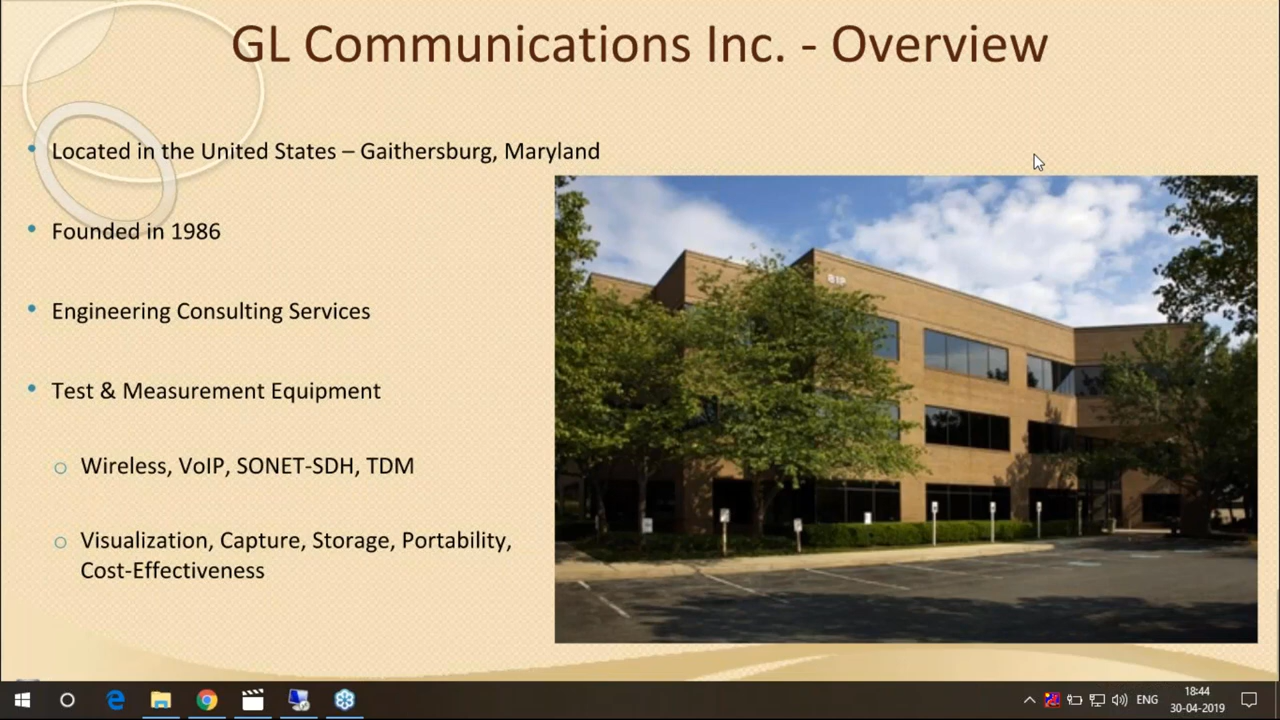 GL Communications Inc. - Overview
Located in the United States – Gaithersburg, Maryland
Founded in 1986
Engineering Consulting Services
Test & Measurement Equipment
Wireless, VoIP, SONET-SDH, TDM
Visualization, Capture, Storage, Portability,
Cost-Effectiveness
ENG
18:44
30-04-2019